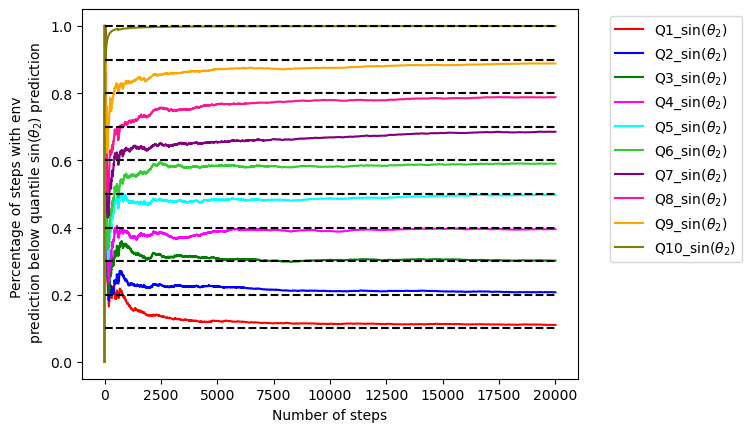 Percentage of steps with env
prediction below quantile sin(θ₂) prediction
1.0
0.8
0.6
0.4
0.2
0.0
0
2500
5000
7500
10000
12500
15000
17500
20000
Number of steps
Q1_sin(θ₂)
Q2_sin(θ₂)
Q3_sin(θ₂)
Q4_sin(θ₂)
Q5_sin(θ₂)
Q6_sin(θ₂)
Q7_sin(θ₂)
Q8_sin(θ₂)
Q9_sin(θ₂)
Q10_sin(θ₂)